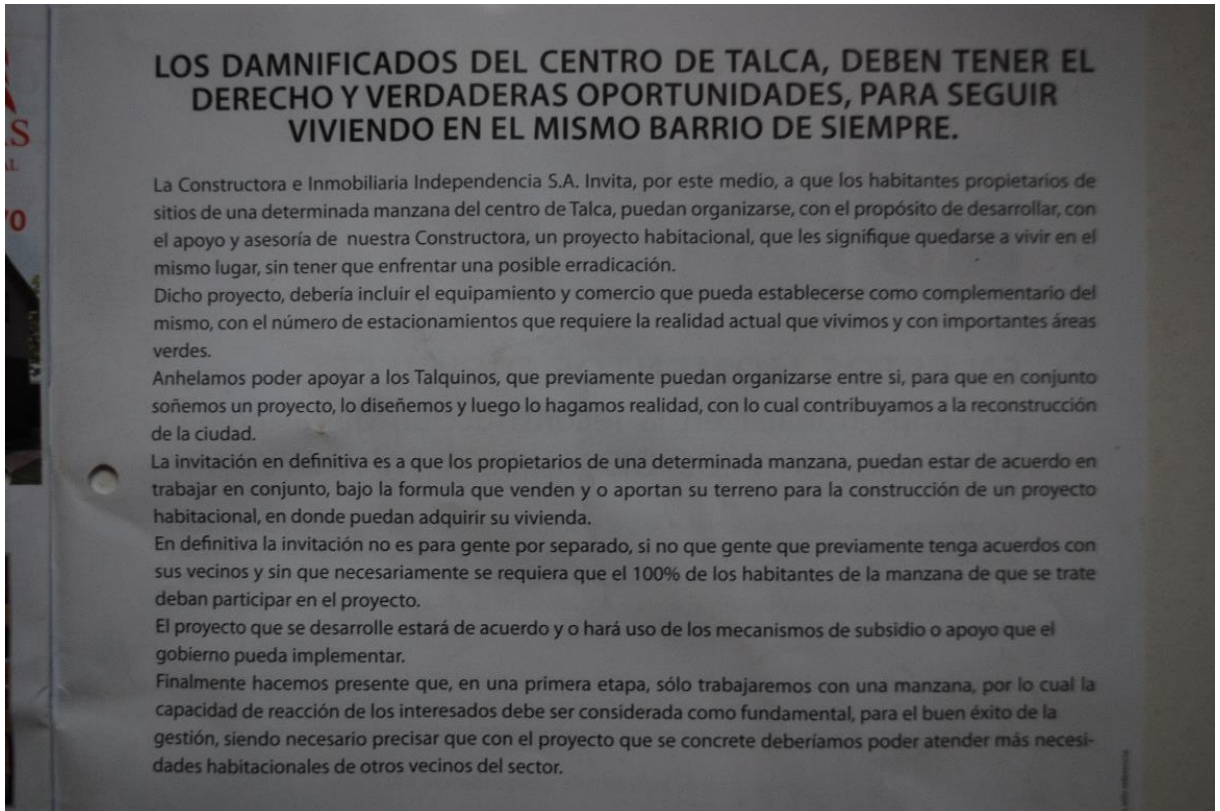 LOS DAMNIFICADOS DEL CENTRO DE TALCA, DEBEN TENER EL
DERECHO Y VERDADERAS OPORTUNIDADES, PARA SEGUIR
VIVIENDO EN EL MISMO BARRIO DE SIEMPRE.
La Constructora e Inmobiliaria Independencia S.A. Invita, por este medio, a que los habitantes propietarios de
sitios de una determinada manzana del centro de Talca, puedan organizarse, con el propósito de desarrollar, con
el apoyo y asesoría de nuestra Constructora, un proyecto habitacional, que les signifique quedarse a vivir en el
mismo lugar, sin tener que enfrentar una posible erradicación.
Dicho proyecto, debería incluir el equipamiento y comercio que pueda establecerse como complementario del
mismo, con el número de estacionamientos que requiere la realidad actual que vivimos y con importantes áreas
verdes.
Anhelamos poder apoyar a los Talquinos, que previamente puedan organizarse entre si, para que en conjunto
soñemos un proyecto, lo diseñemos y luego lo hagamos realidad, con lo cual contribuyamos a la reconstrucción
de la ciudad.
La invitación en definitiva es a que los propietarios de una determinada manzana, puedan estar de acuerdo en
trabajar en conjunto, bajo la formula que venden y o aportan su terreno para la construcción de un proyecto
habitacional, en donde puedan adquirir su vivienda.
En definitiva la invitación no es para gente por separado, si no que gente que previamente tenga acuerdos con
sus vecinos y sin que necesariamente se requiera que el 100% de los habitantes de la manzana de que se trate
deban participar en el proyecto.
El proyecto que se desarrolle estará de acuerdo y o hará uso de los mecanismos de subsidio o apoyo que el
gobierno pueda implementar.
Finalmente hacemos presente que, en una primera etapa, sólo trabajaremos con una manzana, por lo cual la
capacidad de reacción de los interesados debe ser considerada como fundamental, para el buen éxito de la
gestión, siendo necesario precisar que con el proyecto que se concrete deberíamos poder atender más necesi-
dades habitacionales de otros vecinos del sector.